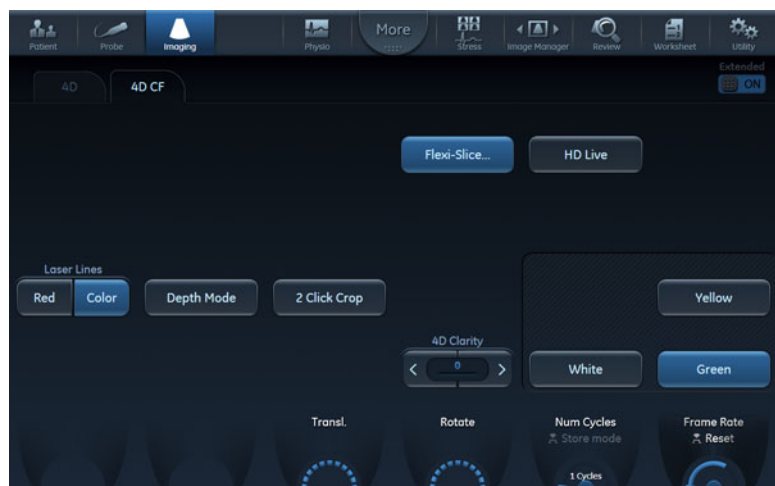 Patient
Probe
Imaging
Physio
More
Stress
Image Manager
Review
Worksheet
Utility
4D
4D CF
Extended
ON
Flexi-Slice...
HD Live
Laser Lines
Red
Color
Depth Mode
2 Click Crop
Yellow
4D Clarity
0
White
Green
Transl.
Rotate
Num Cycles
Frame Rate
Store mode
Reset
1 Cycles